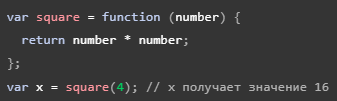 var square = function (number) {
  return number * number;
};
var x = square(4); // x получает значение 16